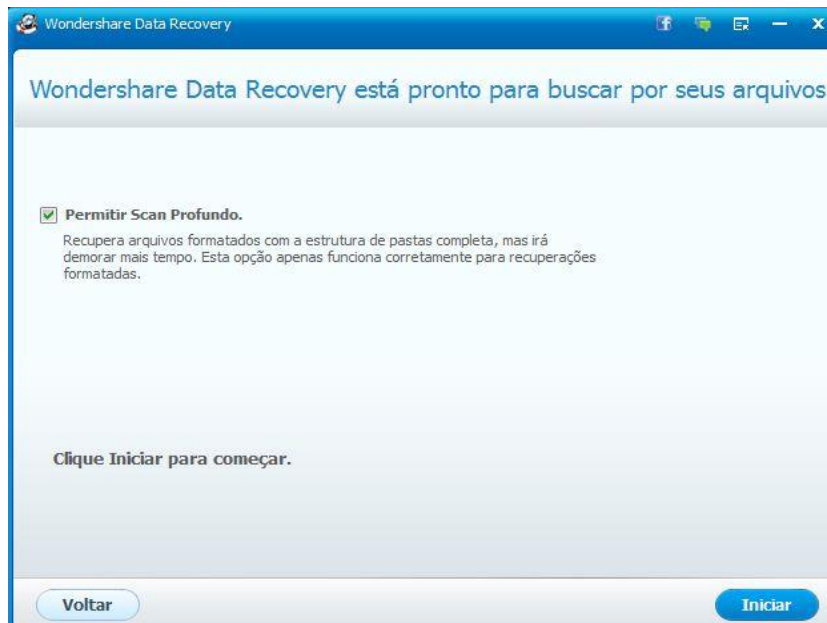 Wondershare Data Recovery
Wondershare Data Recovery está pronto para buscar por seus arquivos
Permitir Scan Profundo.
Recupera arquivos formatados com a estrutura de pastas completa, mas irá
demorar mais tempo. Esta opção apenas funciona corretamente para recuperações
formatadas.
Clique Iniciar para começar.
Voltar
Iniciar